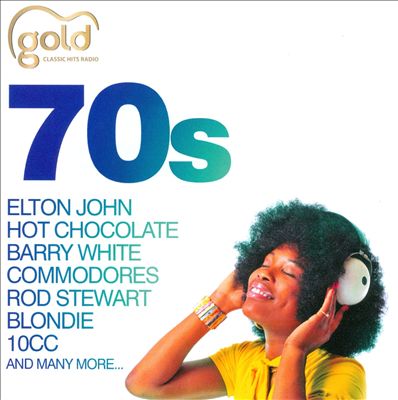 gold
CLASSIC HITS RADIO
70s
ELTON JOHN
HOT CHOCOLATE
BARRY WHITE
COMMODORES
ROD STEWART
BLONDIE
10CC
AND MANY MORE...